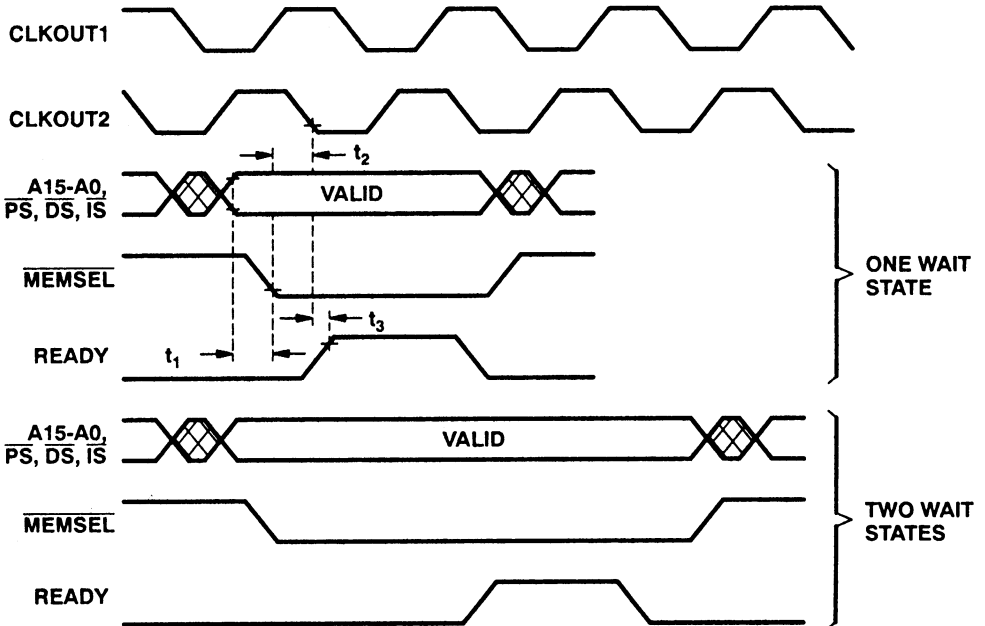 CLKOUT1
CLKOUT2
t2
A15-A0,
PS, DS, IS
VALID
MEMSEL
ONE WAIT
STATE
t3
READY
t1
A15-A0,
PS, DS, IS
VALID
MEMSEL
TWO WAIT
STATES
READY